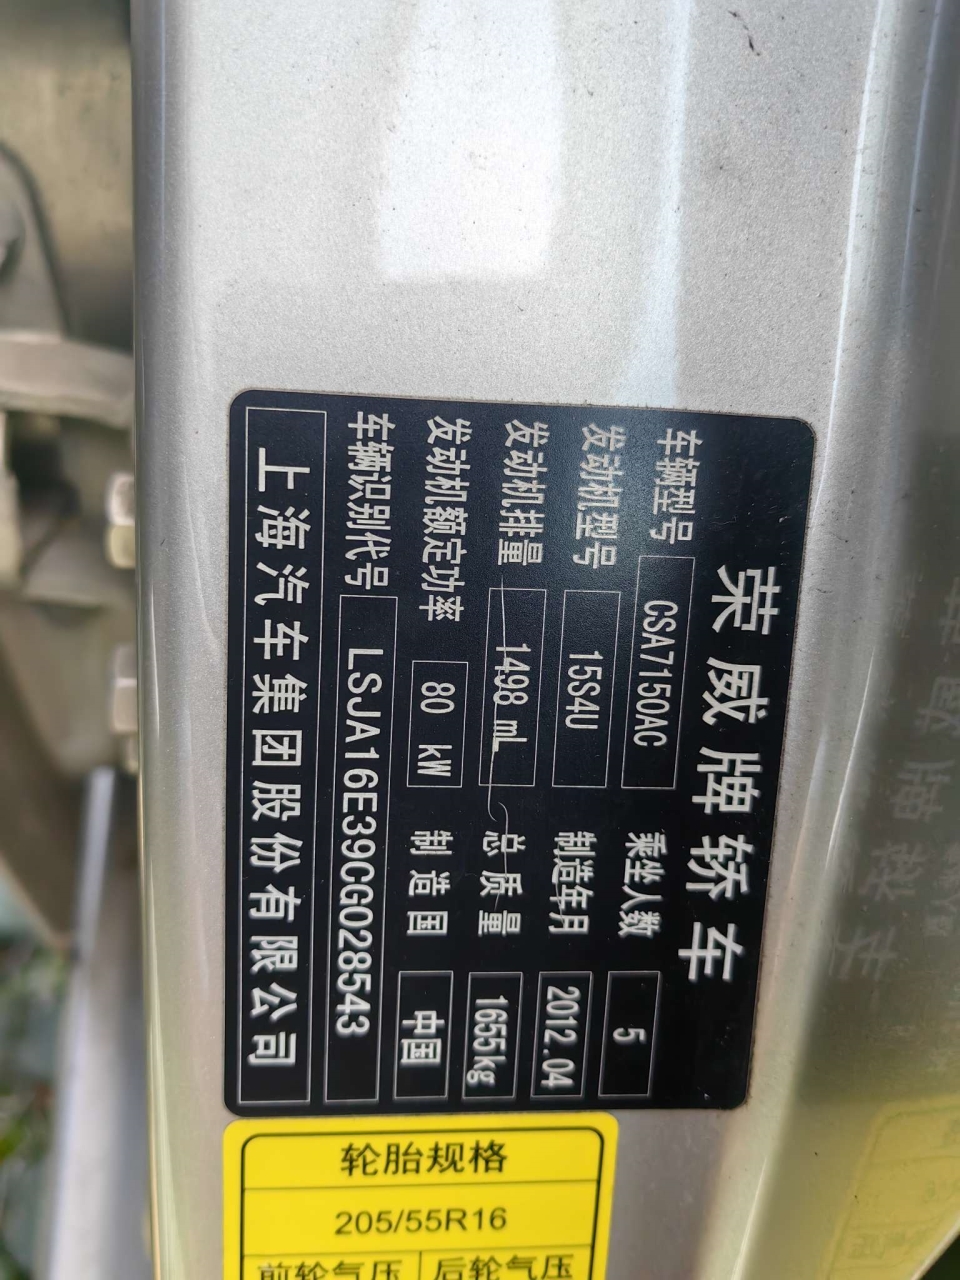 荣威牌轿车
车辆型号 CSA7150AC 乘坐人数 5
发动机型号 15S4U 制造年月 2012.04
发动机排量 1498 mL 总质量 1655kg
发动机额定功率 80 kW 制造国 中国
车辆识别代号 LSJA16E39CG028543
上海汽车集团股份有限公司
轮胎规格
205/55R16
前轮气压 后轮气压